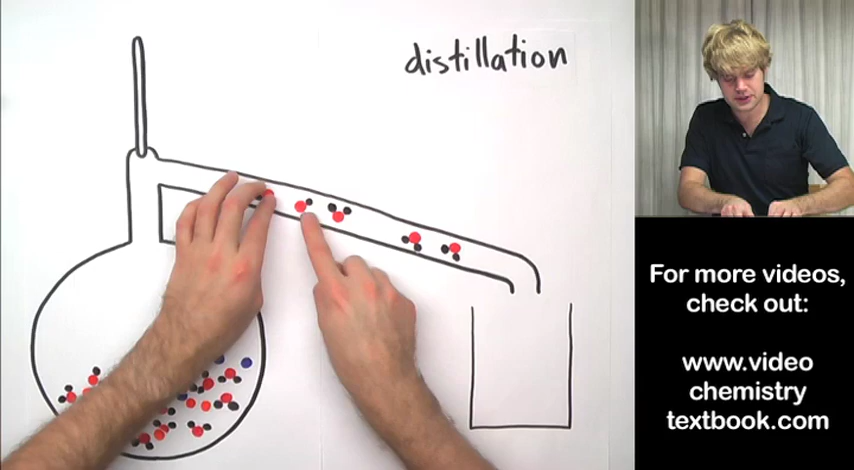 distillation
For more videos,
check out:
www.video
chemistry
textbook.com